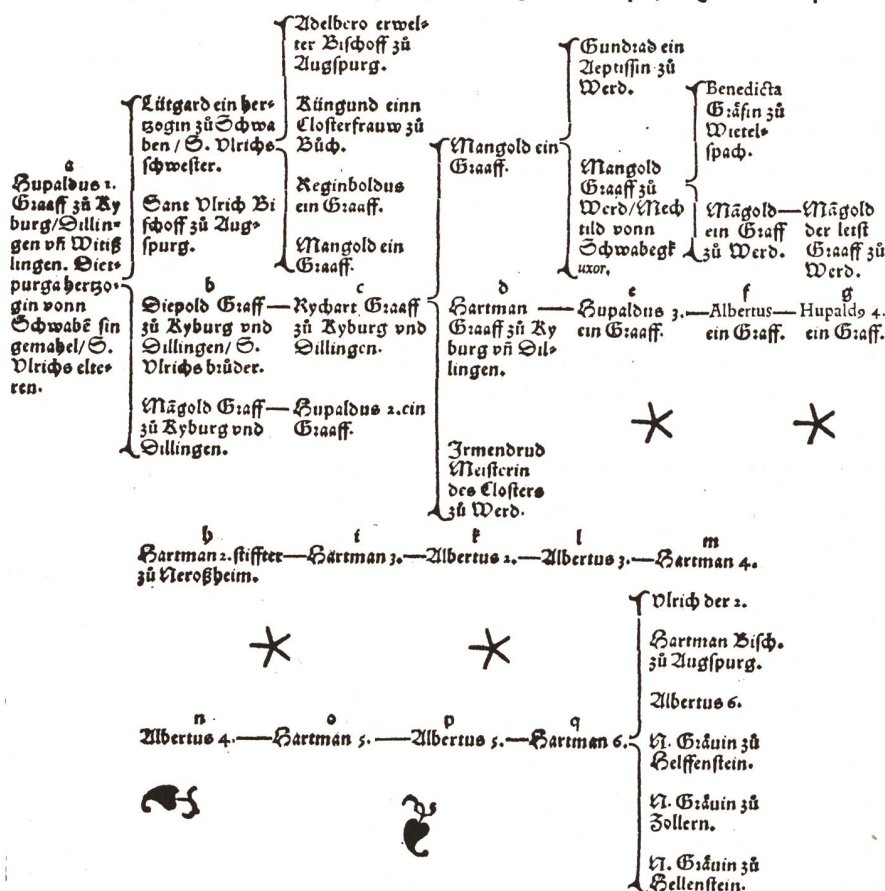 a
Hupaldus 1.
Graaff zů Ky
burg/Dillin-
gen vñ Witiß
lingen. Diet-
purga hertzo-
gin vonn
Schwabē sin
gemahel/S.
Vlrichs elte-
ren.
Lütgard ein her-
tzogin zů Schwa
ben / S. Vlrichs
schwester.
Sant Vlrich Bi
schoff zů Aug-
spurg.
b
Diepold Graff
zů Kyburg vnd
Dillingen/ S.
Vlrichs brůder.
Mãgold Graff
zů Kyburg vnd
Dillingen.
Adelbero erwel-
ter Bischoff zů
Augspurg.
Küngund einn
Closterfrauw zů
Bůch.
Reginboldus
ein Graaff.
Mangold ein
Graaff.
c
Rychart Graaff
zů Kyburg vnd
Dillingen.
Hupaldus 2. ein
Graaff.
Mangold ein
Graaff.
d
Hartman
Graaff zů Ky
burg vñ Dil-
lingen.
Irmendrud
Meisterin
des Closters
zů Werd.
Gundrad ein
Aeptissin zů
Werd.
Mangold
Graaff zů
Werd/Mech
tild vonn
Schwabegk
uxor.
e
Hupaldus 3.
ein Graaff.
Benedicta
Gräfin zů
Wietels-
spach.
Mãgold
ein Graff
zů Werd.
f
Albertus
ein Graff.
Mãgold
der letst
Graaff zů
Werd.
g
Hupald9 4.
ein Graff.
h
Hartman 2. stiffter
zů Neroßheim.
i
Hartman 3.
k
Albertus 2.
l
Albertus 3.
m
Hartman 4.
n
Albertus 4.
o
Hartman 5.
p
Albertus 5.
q
Hartman 6.
Vlrich der 2.
Hartman Bisch.
zů Augspurg.
Albertus 6.
N. Gräuin zů
Helffenstein.
N. Gräuin zů
Zollern.
N. Gräuin zů
Hellenstein.